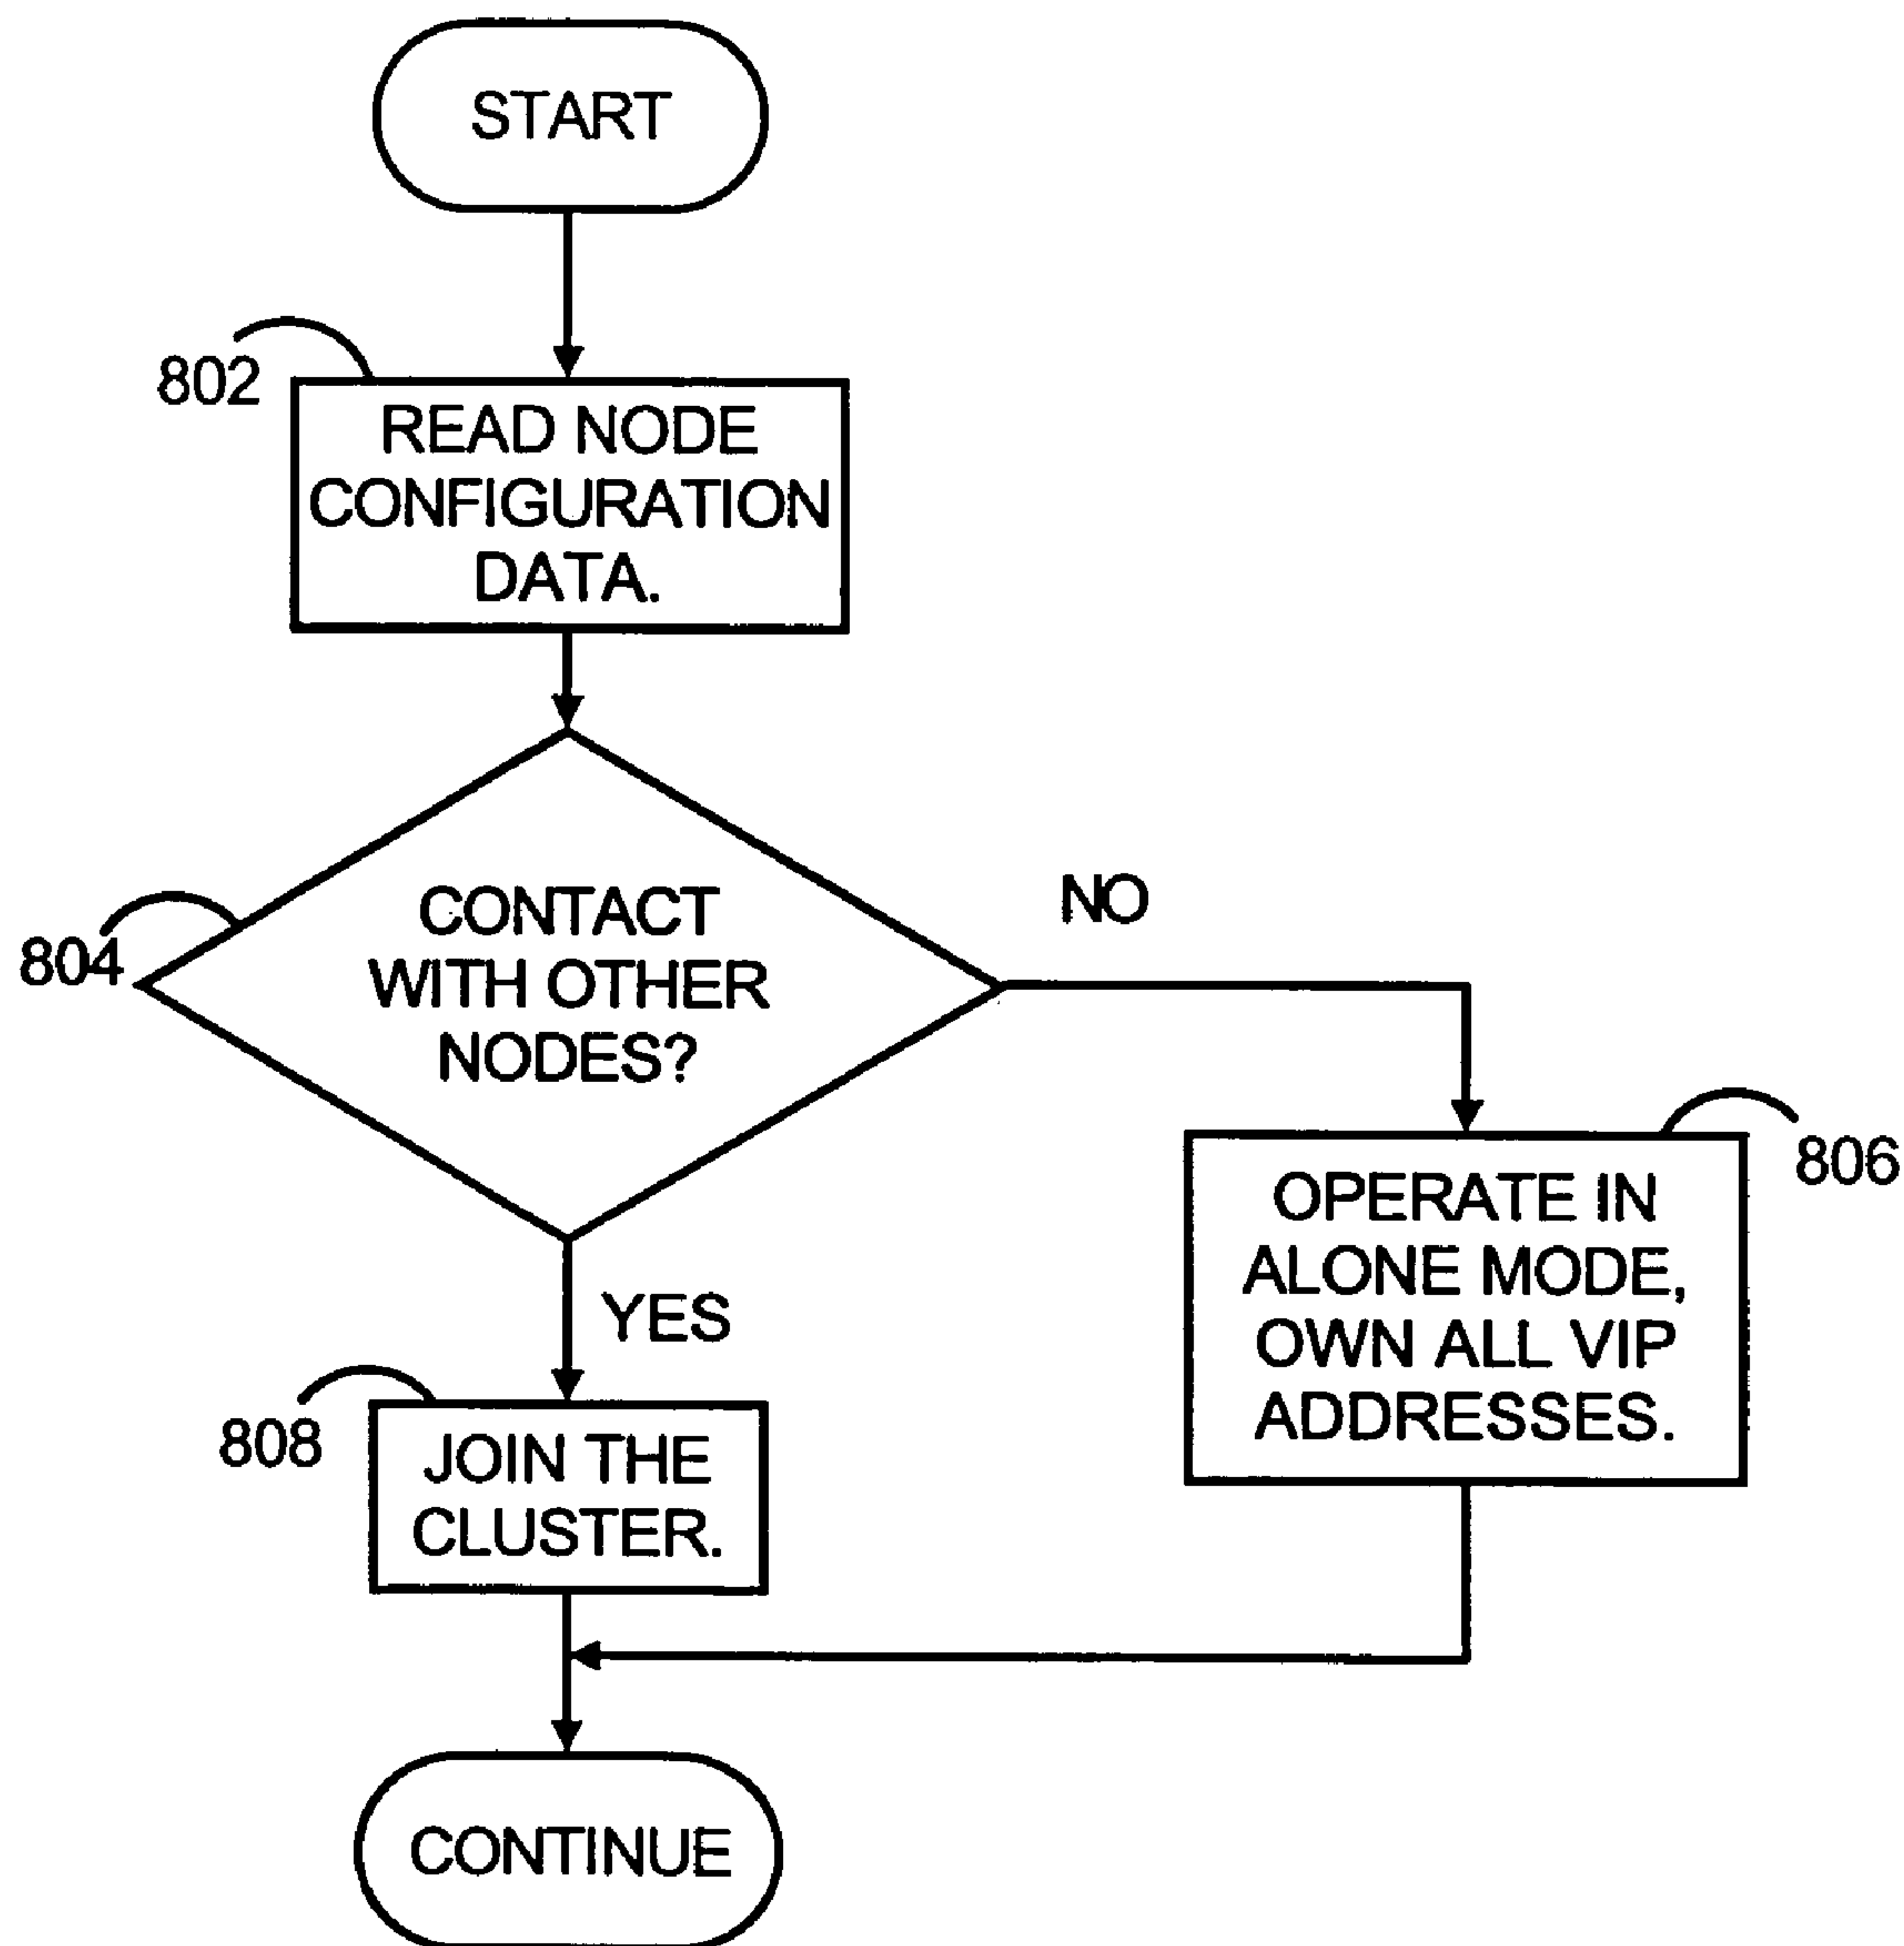 START
802
READ NODE
CONFIGURATION
DATA.
804
CONTACT
WITH OTHER
NODES?
NO
YES
806
OPERATE IN
ALONE MODE,
OWN ALL VIP
ADDRESSES.
808
JOIN THE
CLUSTER.
CONTINUE